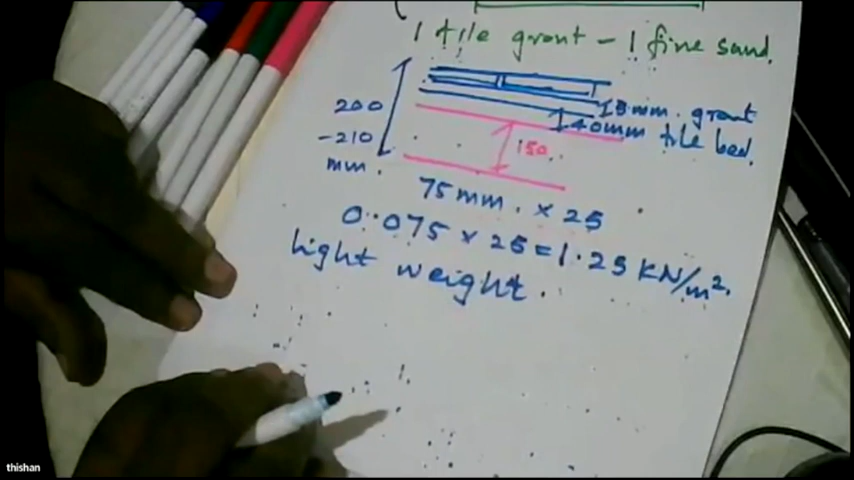 1 tile grout - 1 fine sand.
200
-210
mm.
5mm. grout
40mm tile bed.
150.
75mm. × 25
0.075 × 25 = 1.25 KN/m².
light weight.
thishan